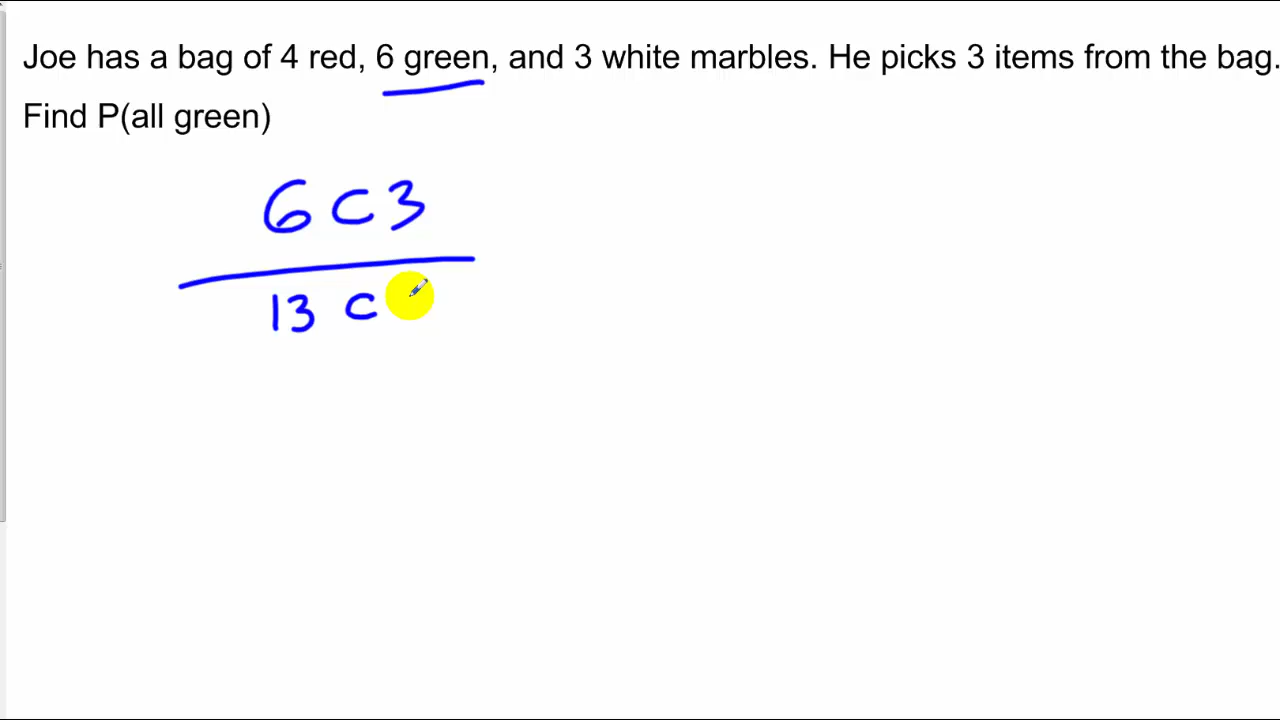 Joe has a bag of 4 red, 6 green, and 3 white marbles. He picks 3 items from the bag.
Find P(all green)
6 C 3
13 C